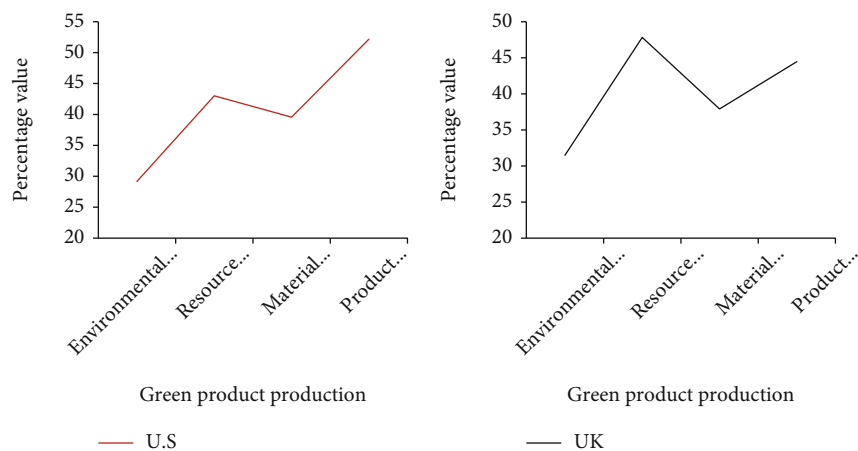 Percentage value
55
50
45
40
35
30
25
20
Environmental...
Resource...
Material...
Product...
Green product production
U.S
Percentage value
50
45
40
35
30
25
20
Environmental...
Resource...
Material...
Product...
Green product production
UK